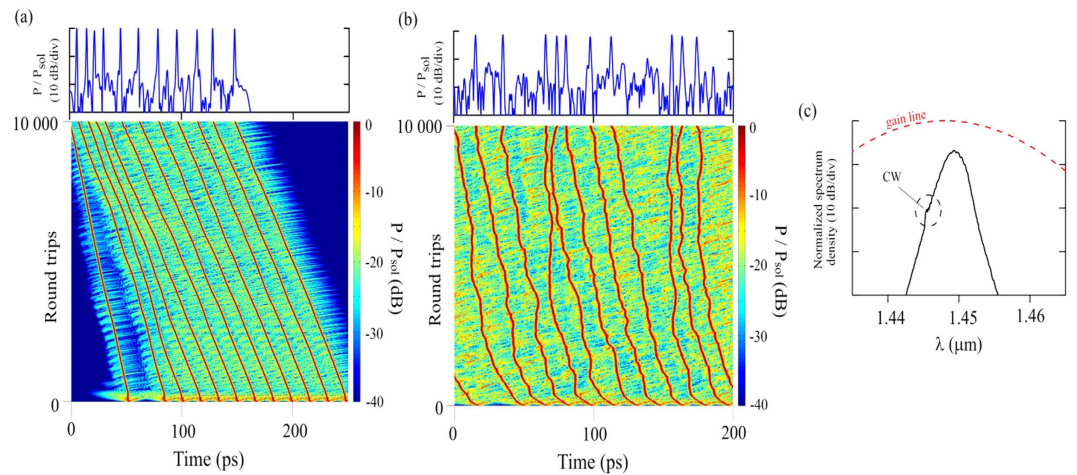 (a)
P / Psol
(10 dB/div)
10 000
0
Round trips
0
100
200
Time (ps)
0
-10
-20
-30
-40
P / Psol (dB)
(b)
P / Psol
(10 dB/div)
10 000
0
Round trips
0
100
200
Time (ps)
0
-10
-20
-30
-40
P / Psol (dB)
(c)
gain line
CW
Normalized spectrum
density (10 dB/div)
1.44
1.45
1.46
λ (μm)